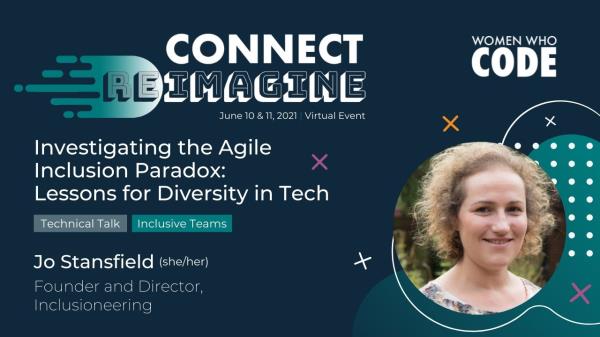 CONNECT
REIMAGINE
June 10 & 11, 2021 | Virtual Event
WOMEN WHO
CODE
Investigating the Agile
Inclusion Paradox:
Lessons for Diversity in Tech
Technical Talk
Inclusive Teams
Jo Stansfield (she/her)
Founder and Director,
Inclusioneering